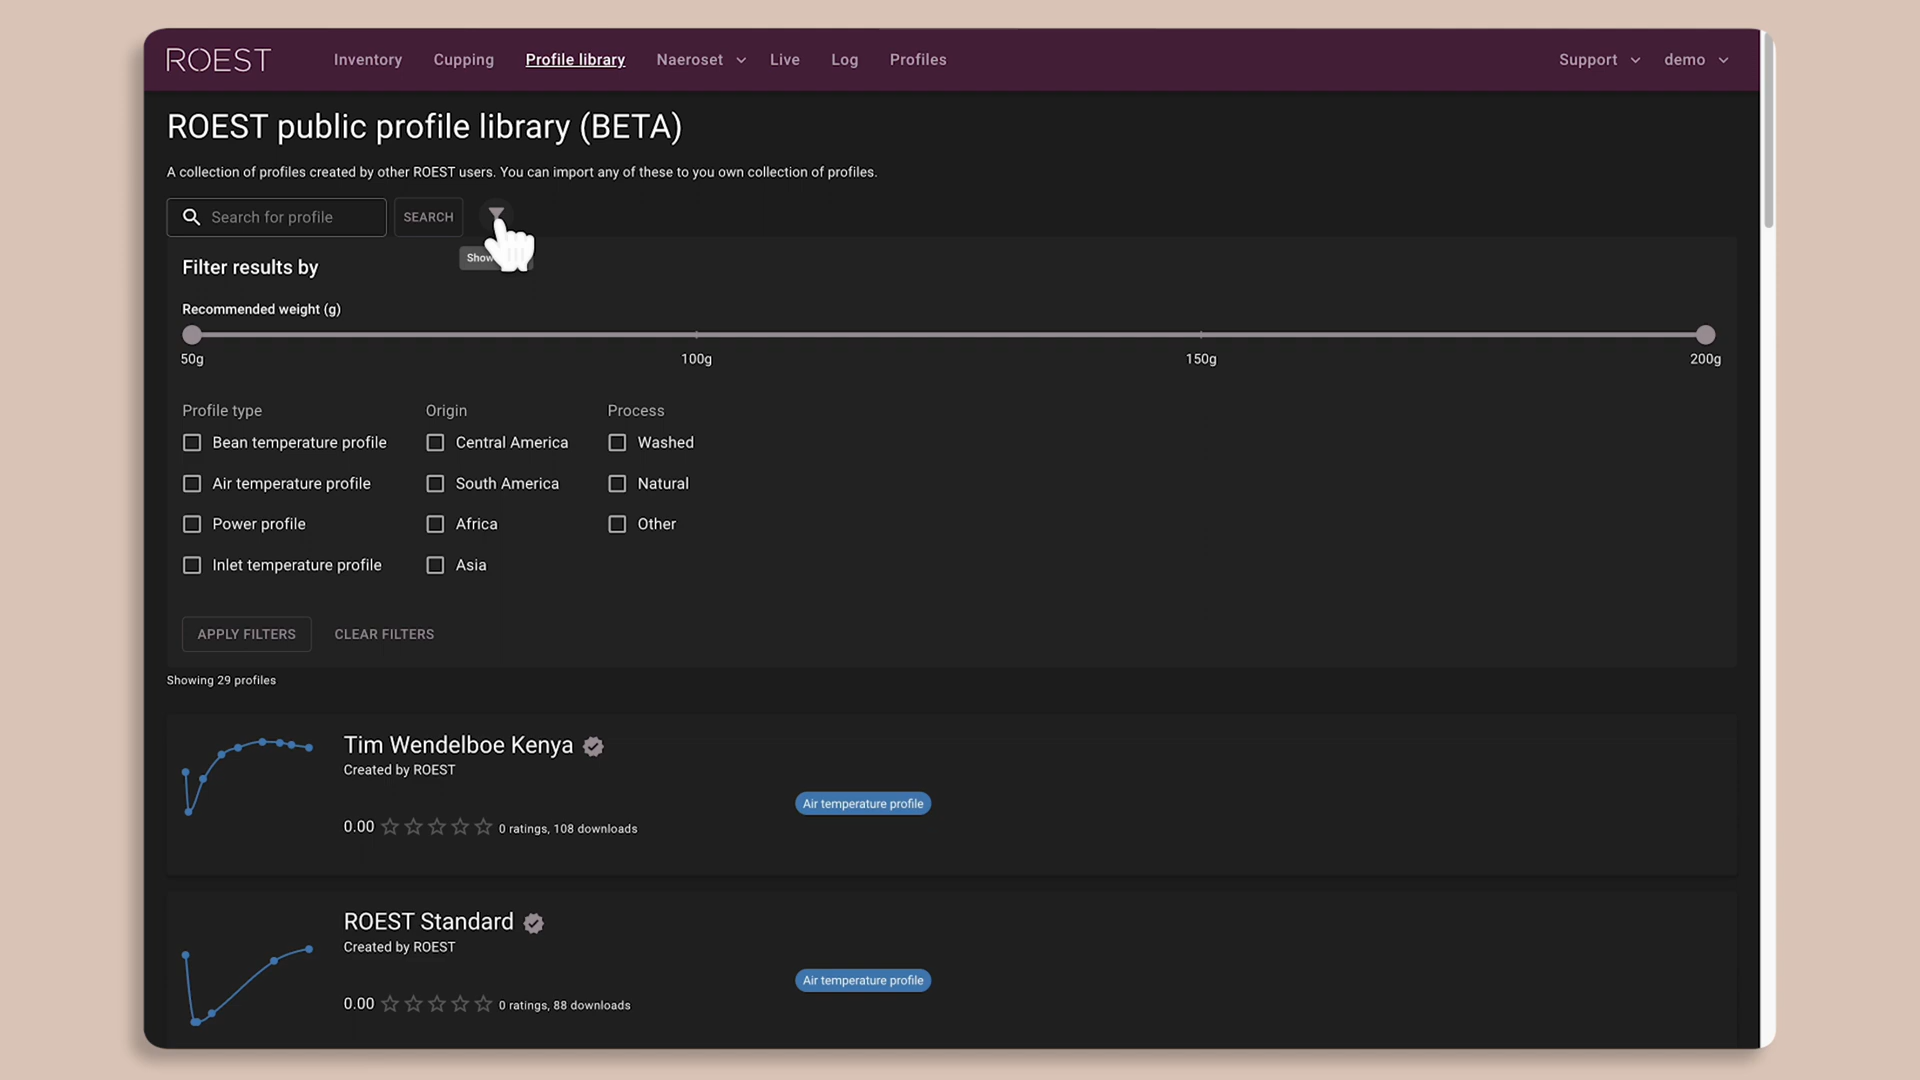 ROEST
Inventory
Cupping
Profile library
Naeroset
Live
Log
Profiles
Support
demo
ROEST public profile library (BETA)
A collection of profiles created by other ROEST users. You can import any of these to you own collection of profiles.
Search for profile
SEARCH
Show
Filter results by
Recommended weight (g)
50g
100g
150g
200g
Profile type
Bean temperature profile
Air temperature profile
Power profile
Inlet temperature profile
Origin
Central America
South America
Africa
Asia
Process
Washed
Natural
Other
APPLY FILTERS
CLEAR FILTERS
Showing 29 profiles
Tim Wendelboe Kenya
Created by ROEST
Air temperature profile
0.00
0 ratings, 108 downloads
ROEST Standard
Created by ROEST
Air temperature profile
0.00
0 ratings, 88 downloads